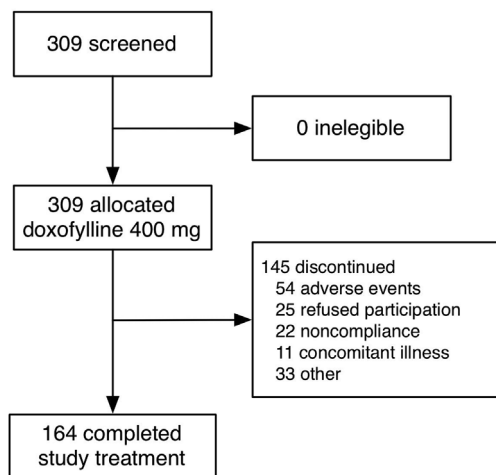 309 screened
0 inelegible
309 allocated
doxofylline 400 mg
145 discontinued
54 adverse events
25 refused participation
22 noncompliance
11 concomitant illness
33 other
164 completed
study treatment